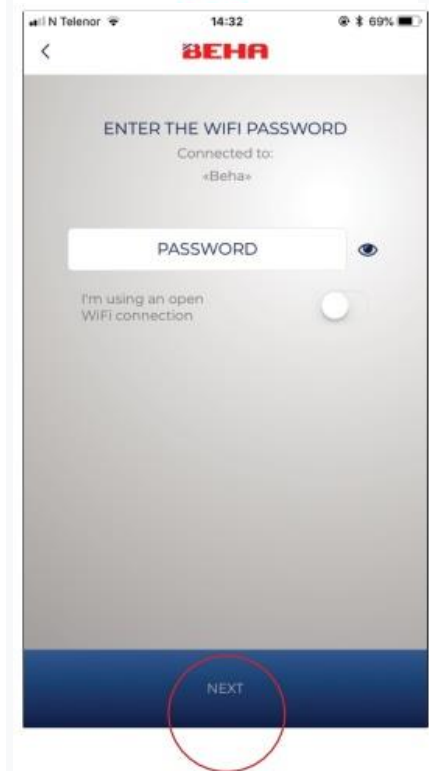 N Telenor 14:32 69%
BEHA
ENTER THE WIFI PASSWORD
Connected to:
«Beha»
PASSWORD
I'm using an open
WiFi connection
NEXT